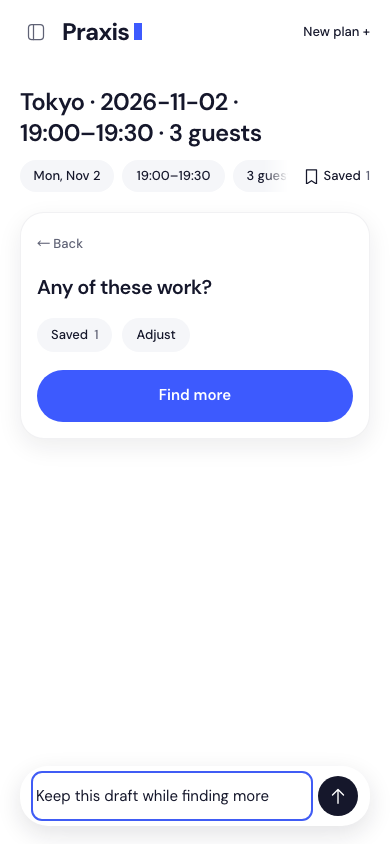 Praxis
New plan +
Tokyo · 2026-11-02 ·
19:00–19:30 · 3 guests
Mon, Nov 2
19:00–19:30
3 gues
Saved 1
← Back
Any of these work?
Saved 1
Adjust
Find more
Keep this draft while finding more